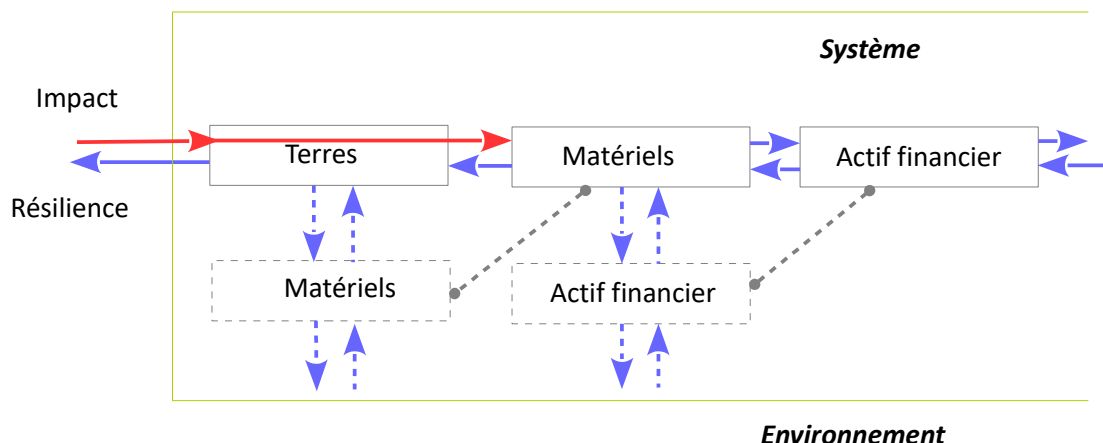 Système
Impact
Terres
Matériels
Actif financier
Résilience
Matériels
Actif financier
Environnement